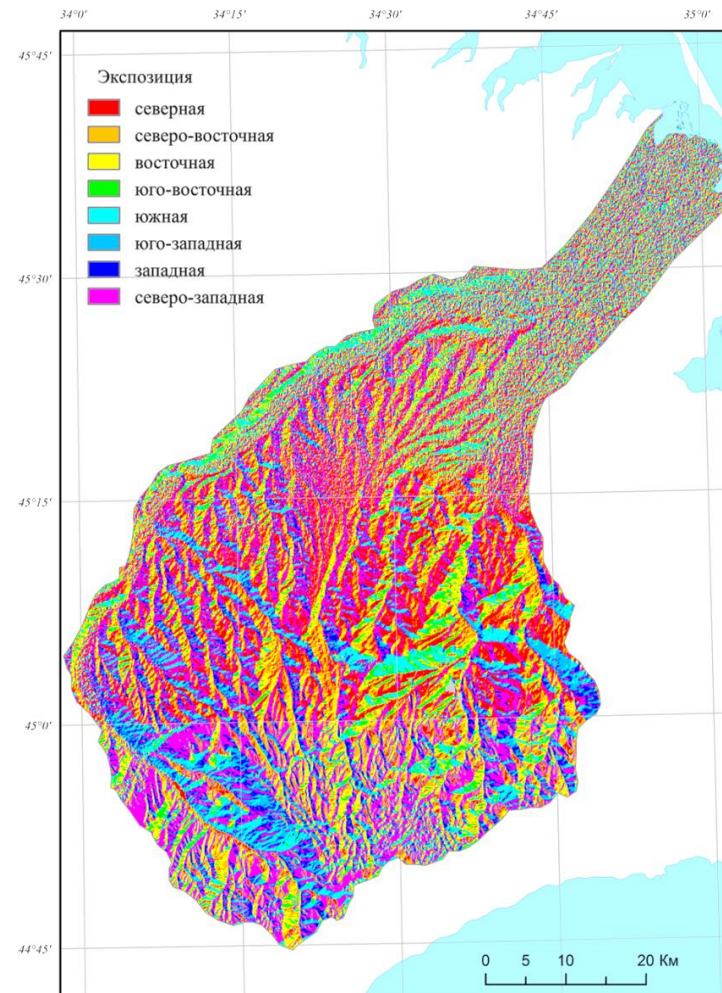 34°0' 34°15' 34°30' 34°45' 35°0'
45°45'
Экспозиция
северная
северо-восточная
восточная
юго-восточная
южная
юго-западная
западная
северо-западная
45°30'
45°15'
45°0'
44°45'
0 5 10 20 Км